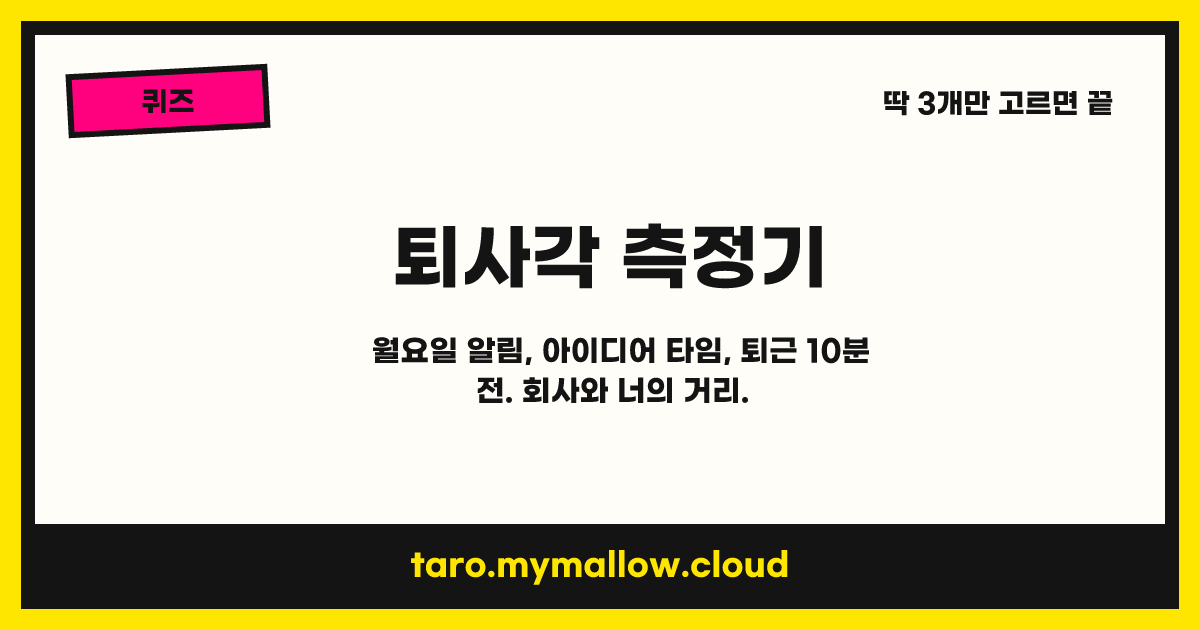 퀴즈
딱 3개만 고르면 끝
퇴사각 측정기
월요일 알림, 아이디어 타임, 퇴근 10분
전. 회사와 너의 거리.
taro.mymallow.cloud